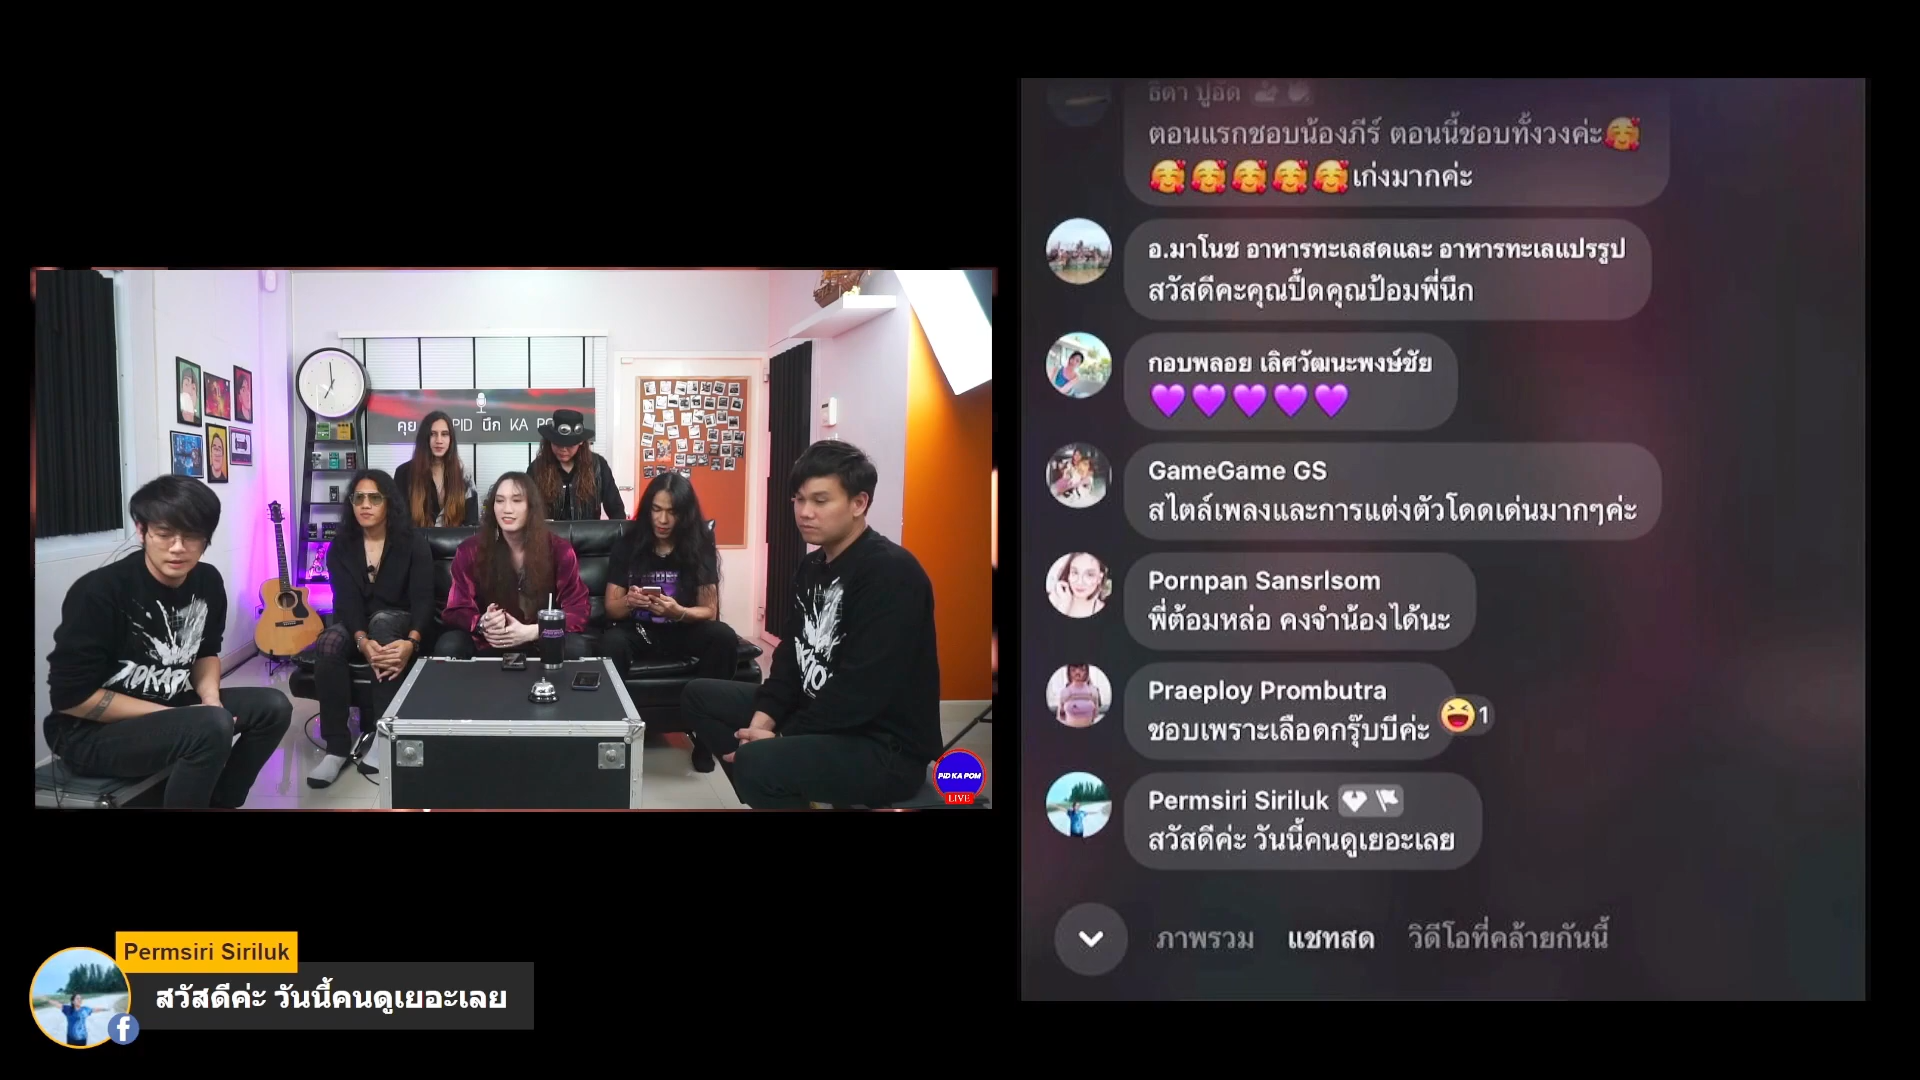 คุย PID นึก KA PO
PID KA POM
LIVE
Permsiri Siriluk
สวัสดีค่ะ วันนี้คนดูเยอะเลย
ธิดา ปูอัด
ตอนแรกชอบน้องภีร์ ตอนนี้ชอบทั้งวงค่ะ🥰
🥰🥰🥰🥰🥰เก่งมากค่ะ
อ.มาโนช อาหารทะเลสดและ อาหารทะเลแปรรูป
สวัสดีคะคุณปี้ดคุณป้อมพี่นึก
กอบพลอย เลิศวัฒนะพงษ์ชัย
💜💜💜💜💜
GameGame GS
สไตล์เพลงและการแต่งตัวโดดเด่นมากๆค่ะ
Pornpan Sansrlsom
พี่ต้อมหล่อ คงจำน้องได้นะ
Praeploy Prombutra
ชอบเพราะเลือดกรุ๊บบีค่ะ
😆1
Permsiri Siriluk
สวัสดีค่ะ วันนี้คนดูเยอะเลย
ภาพรวม แชทสด วิดีโอที่คล้ายกันนี้